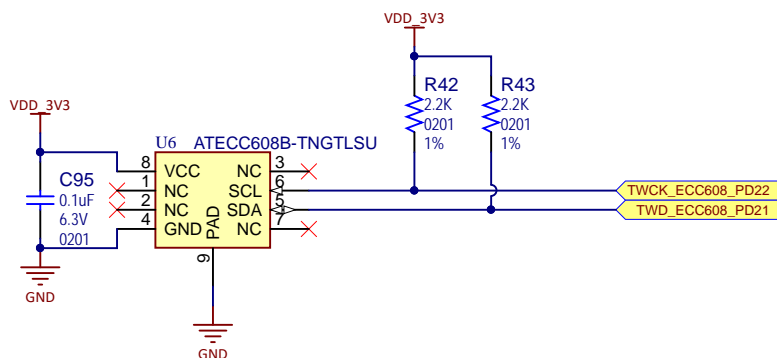 VDD_3V3
R42
2.2K
0201
1%
R43
2.2K
0201
1%
VDD_3V3
C95
0.1uF
6.3V
0201
GND
U6 ATECC608B-TNGTLSU
8 VCC NC 3
1 NC SCL 6
2 NC SDA 5
4 GND NC 7
PAD
9
GND
TWCK_ECC608_PD22
TWD_ECC608_PD21